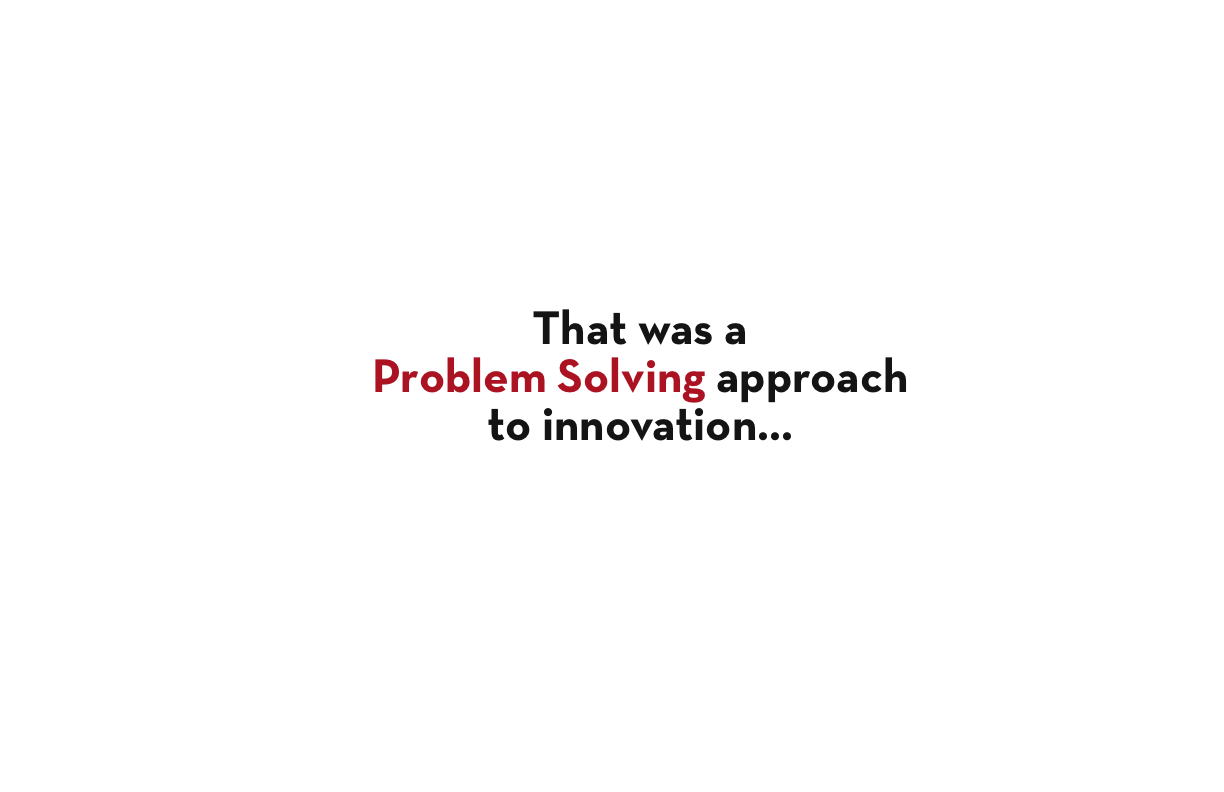 That was a
Problem Solving approach
to innovation...